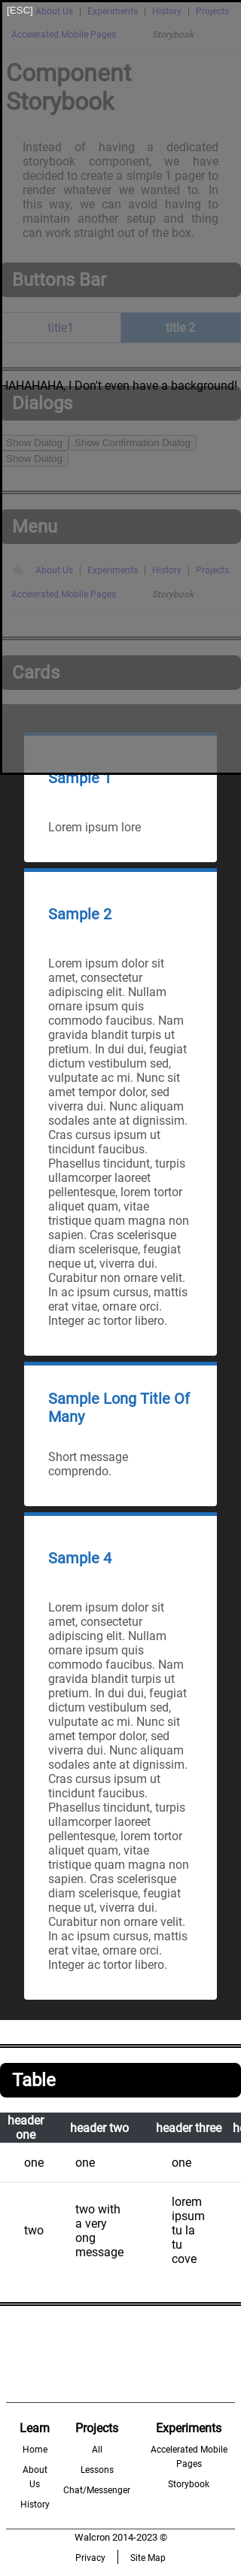 [ESC] About Us | Experiments | History | Projects
Accelerated Mobile Pages Storybook
Component
Storybook
Instead of having a dedicated
storybook component, we have
decided to create a simple 1 pager to
render whatever we wanted to. In
this way, we can avoid having to
maintain another setup and thing
can work straight out of the box.
Buttons Bar
title1 title 2
HAHAHAHA, I Don't even have a background!
Dialogs
Show Dialog Show Confirmation Dialog
Show Dialog
Menu
About Us | Experiments | History | Projects
Accelerated Mobile Pages Storybook
Cards
Sample 1
Lorem ipsum lore
Sample 2
Lorem ipsum dolor sit
amet, consectetur
adipiscing elit. Nullam
ornare ipsum quis
commodo faucibus. Nam
gravida blandit turpis ut
pretium. In dui dui, feugiat
dictum vestibulum sed,
vulputate ac mi. Nunc sit
amet tempor dolor, sed
viverra dui. Nunc aliquam
sodales ante at dignissim.
Cras cursus ipsum ut
tincidunt faucibus.
Phasellus tincidunt, turpis
ullamcorper laoreet
pellentesque, lorem tortor
aliquet quam, vitae
tristique quam magna non
sapien. Cras scelerisque
diam scelerisque, feugiat
neque ut, viverra dui.
Curabitur non ornare velit.
In ac ipsum cursus, mattis
erat vitae, ornare orci.
Integer ac tortor libero.
Sample Long Title Of
Many
Short message
comprendo.
Sample 4
Lorem ipsum dolor sit
amet, consectetur
adipiscing elit. Nullam
ornare ipsum quis
commodo faucibus. Nam
gravida blandit turpis ut
pretium. In dui dui, feugiat
dictum vestibulum sed,
vulputate ac mi. Nunc sit
amet tempor dolor, sed
viverra dui. Nunc aliquam
sodales ante at dignissim.
Cras cursus ipsum ut
tincidunt faucibus.
Phasellus tincidunt, turpis
ullamcorper laoreet
pellentesque, lorem tortor
aliquet quam, vitae
tristique quam magna non
sapien. Cras scelerisque
diam scelerisque, feugiat
neque ut, viverra dui.
Curabitur non ornare velit.
In ac ipsum cursus, mattis
erat vitae, ornare orci.
Integer ac tortor libero.
Table
header
one header two header three he
one one one
two
two with
a very
ong
message
lorem
ipsum
tu la
tu
cove
Learn Projects Experiments
Home All Accelerated Mobile
Pages
About
Us Lessons Storybook
History Chat/Messenger
Walcron 2014-2023 ©
Privacy Site Map